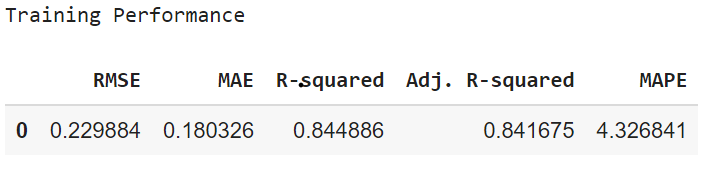 Training Performance
RMSE MAE R-squared Adj. R-squared MAPE
0 0.229884 0.180326 0.844886 0.841675 4.326841